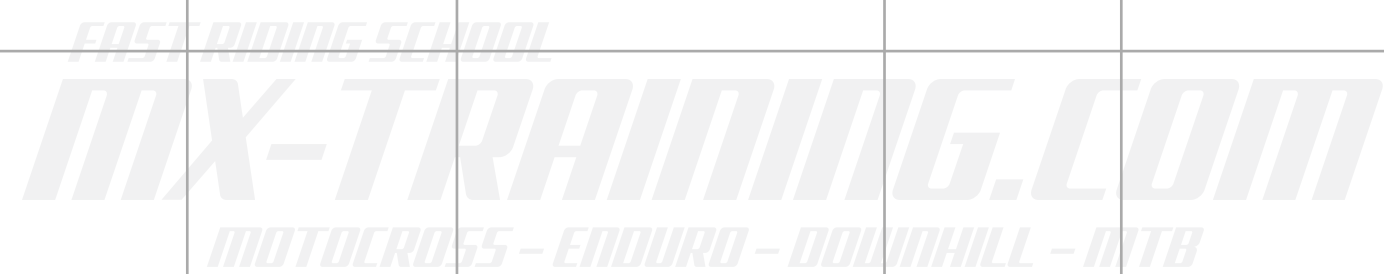 FAST RIDING SCHOOL
MX-TRAINING.COM
MOTOCROSS – ENDURO – DOWNHILL – MTB